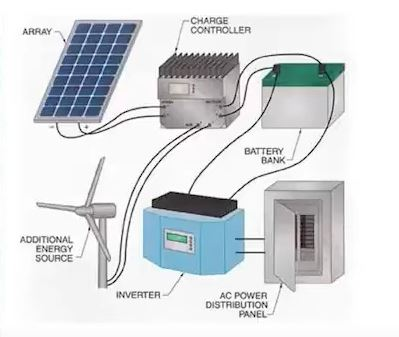 ARRAY
CHARGE
CONTROLLER
BATTERY
BANK
ADDITIONAL
ENERGY
SOURCE
INVERTER
AC POWER
DISTRIBUTION
PANEL